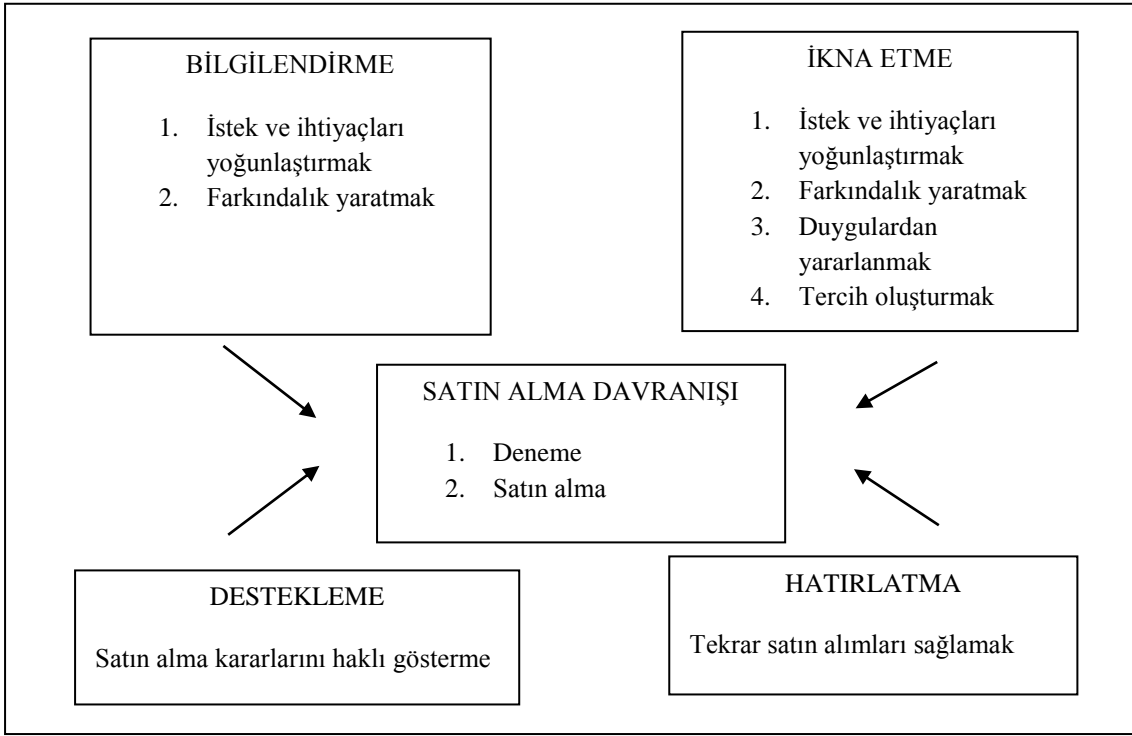 BİLGİLENDİRME
1. İstek ve ihtiyaçları
yoğunlaştırmak
2. Farkındalık yaratmak
İKNA ETME
1. İstek ve ihtiyaçları
yoğunlaştırmak
2. Farkındalık yaratmak
3. Duygulardan
yararlanmak
4. Tercih oluşturmak
SATIN ALMA DAVRANIŞI
1. Deneme
2. Satın alma
DESTEKLEME
Satın alma kararlarını haklı gösterme
HATIRLATMA
Tekrar satın alımları sağlamak